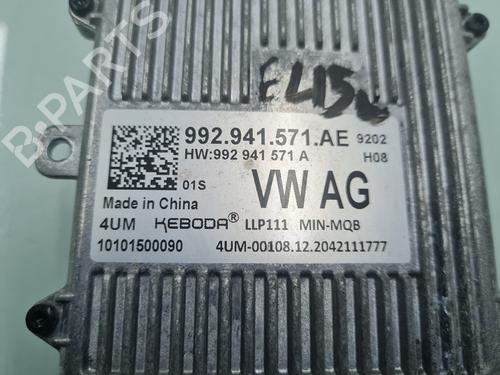 992.941.571.AE 9202
HW:992 941 571 A H08
01S VW AG
Made in China
4UM KEBODA® LLP111 MIN-MQB
10101500090 4UM-00108.12.2042111777
B-PARTS